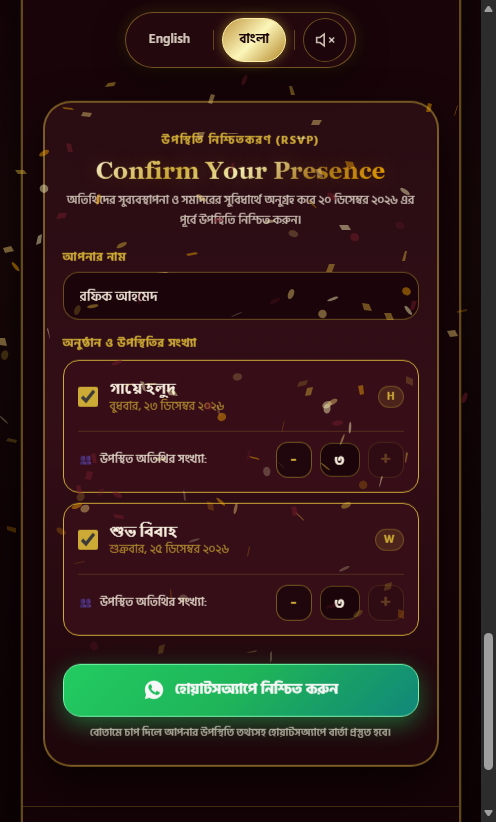 English
বাংলা
উপস্থিতি নিশ্চিতকরণ (RSVP)
Confirm Your Presence
অতিথিদের সুব্যবস্থাপনা ও সমাদরের সুবিধার্থে অনুগ্রহ করে ২০ ডিসেম্বর ২০২৬ এর
পূর্বে উপস্থিতি নিশ্চিত করুন।
আপনার নাম
রফিক আহমেদ
অনুষ্ঠান ও উপস্থিতির সংখ্যা
গায়ে হলুদ
বুধবার, ২৩ ডিসেম্বর ২০২৬
H
উপস্থিত অতিথির সংখ্যা:
- ৩ +
শুভ বিবাহ
শুক্রবার, ২৫ ডিসেম্বর ২০২৬
W
উপস্থিত অতিথির সংখ্যা:
- ৩ +
হোয়াটসঅ্যাপে নিশ্চিত করুন
বোতামে চাপ দিলে আপনার উপস্থিতি তথ্যসহ হোয়াটসঅ্যাপে বার্তা প্রস্তুত হবে।